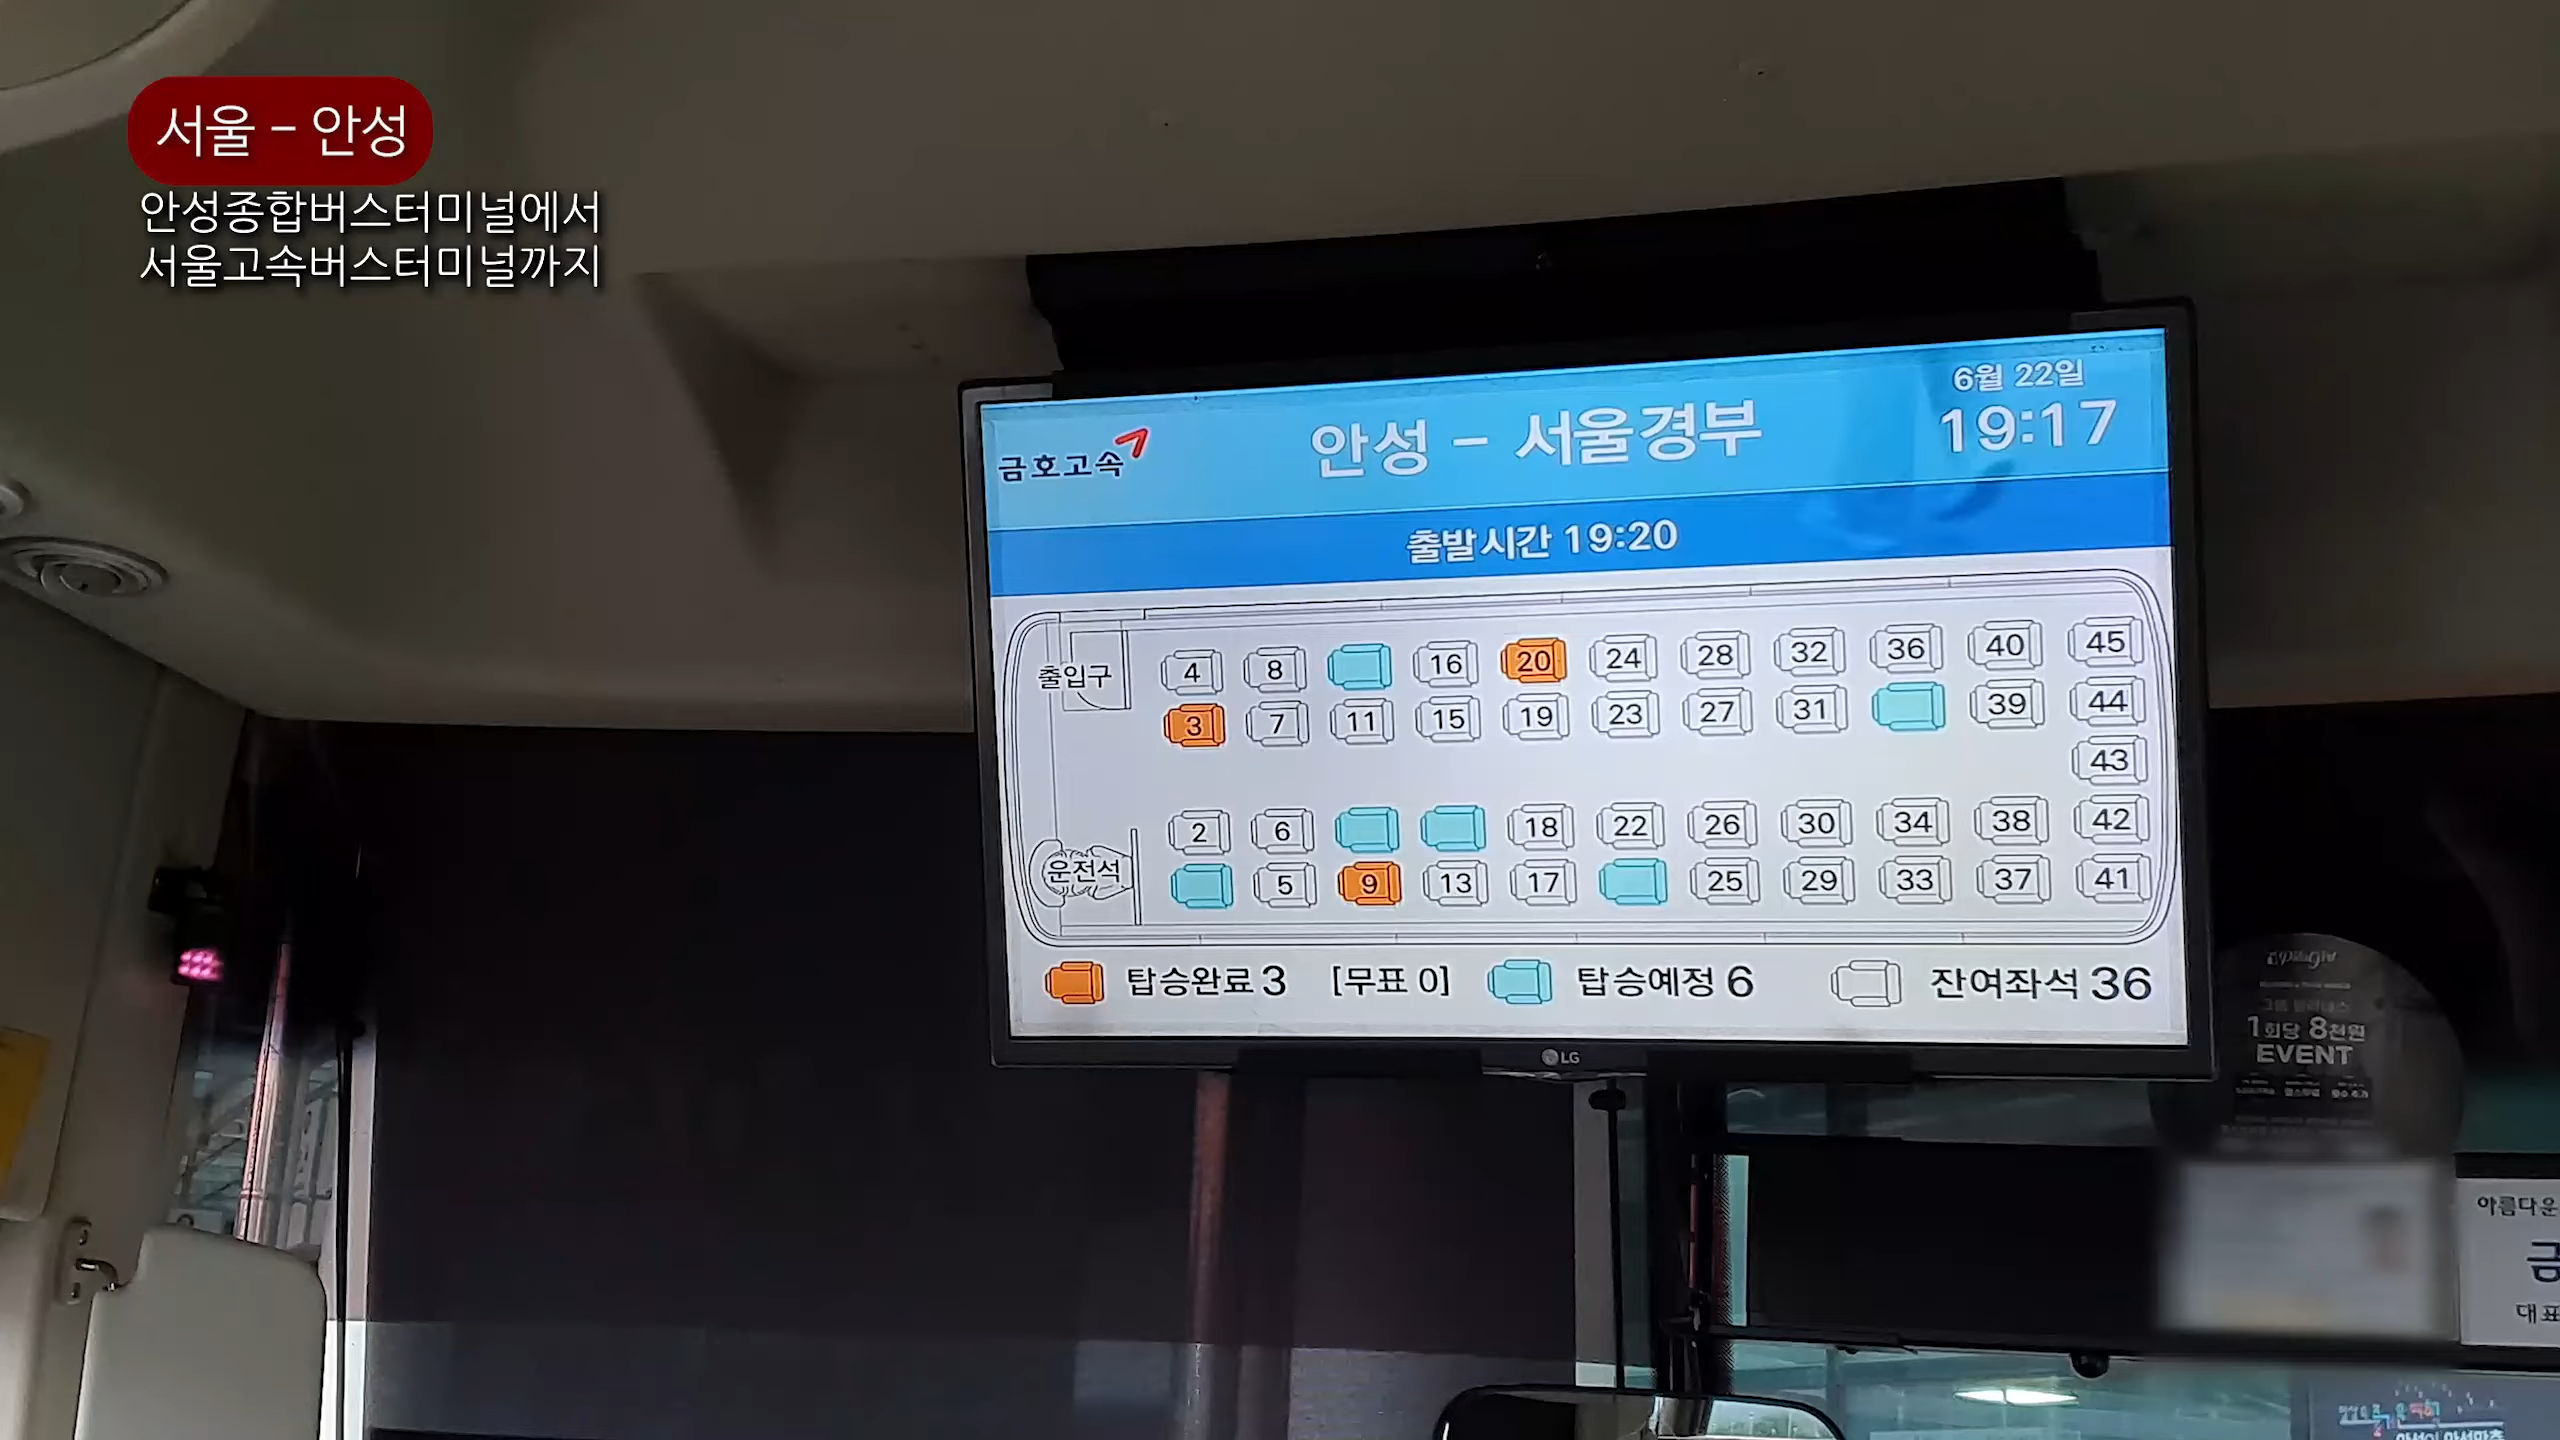 서울 - 안성
안성종합버스터미널에서
서울고속버스터미널까지
6월 22일
금호고속
안성 - 서울경부
19:17
출발시간 19:20
출입구
4 8 16 20 24 28 32 36 40 45
3 7 11 15 19 23 27 31 39 44
43
2 6 18 22 26 30 34 38 42
운전석
5 9 13 17 25 29 33 37 41
탑승완료 3 [무표 0] 탑승예정 6 잔여좌석 36
LG
1회당 8천원
EVENT
아름다운
대표